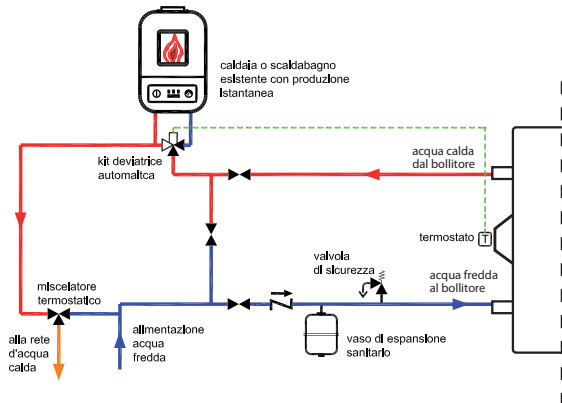 caldaia o scaldabagno
esistente con produzione
istantanea
kit deviatrice
automaltca
acqua calda
dal bollitore
termostato
T
valvola
di sicurezza
acqua fredda
al bollitore
miscelatore
termostatico
alla rete
d'acqua
calda
alimentazione
acqua
fredda
vaso di espansione
sanitario